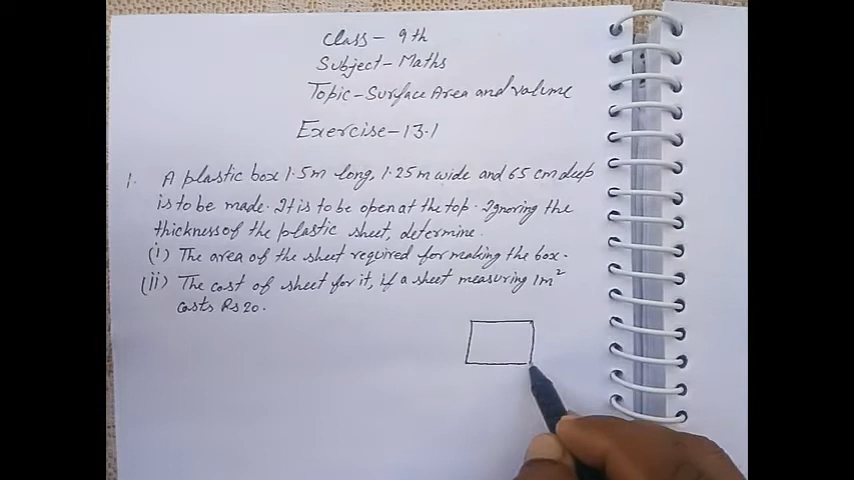 Class - 9th
Subject - Maths
Topic - Surface Area and volume
Exercise - 13.1
1. A plastic box 1.5m long, 1.25m wide and 65 cm deep
is to be made. It is to be open at the top. Ignoring the
thickness of the plastic sheet, determine.
(i) The area of the sheet required for making the box.
(ii) The cost of sheet for it, if a sheet measuring 1m²
costs Rs 20.